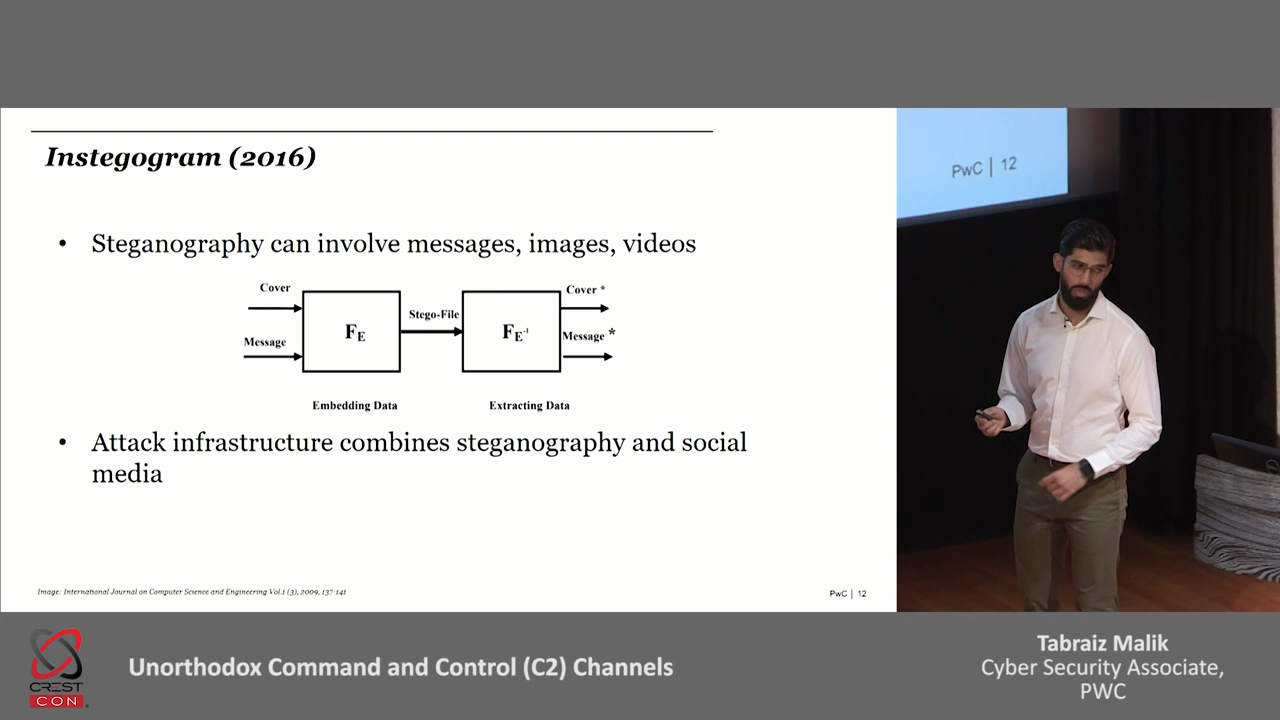 Instegogram (2016)
• Steganography can involve messages, images, videos
Cover
Message
FE
Embedding Data
Stego-File
FE-1
Extracting Data
Cover *
Message *
• Attack infrastructure combines steganography and social
media
Image: International Journal on Computer Science and Engineering Vol.1 (3), 2009, 137-141
PwC | 12
PwC | 12
CREST
CON
Unorthodox Command and Control (C2) Channels
Tabraiz Malik
Cyber Security Associate,
PWC